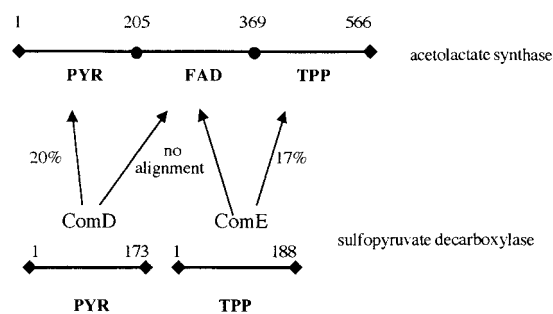 1 205 369 566
acetolactate synthase
PYR FAD TPP
20% no alignment 17%
ComD ComE
sulfopyruvate decarboxylase
1 173 1 188
PYR TPP